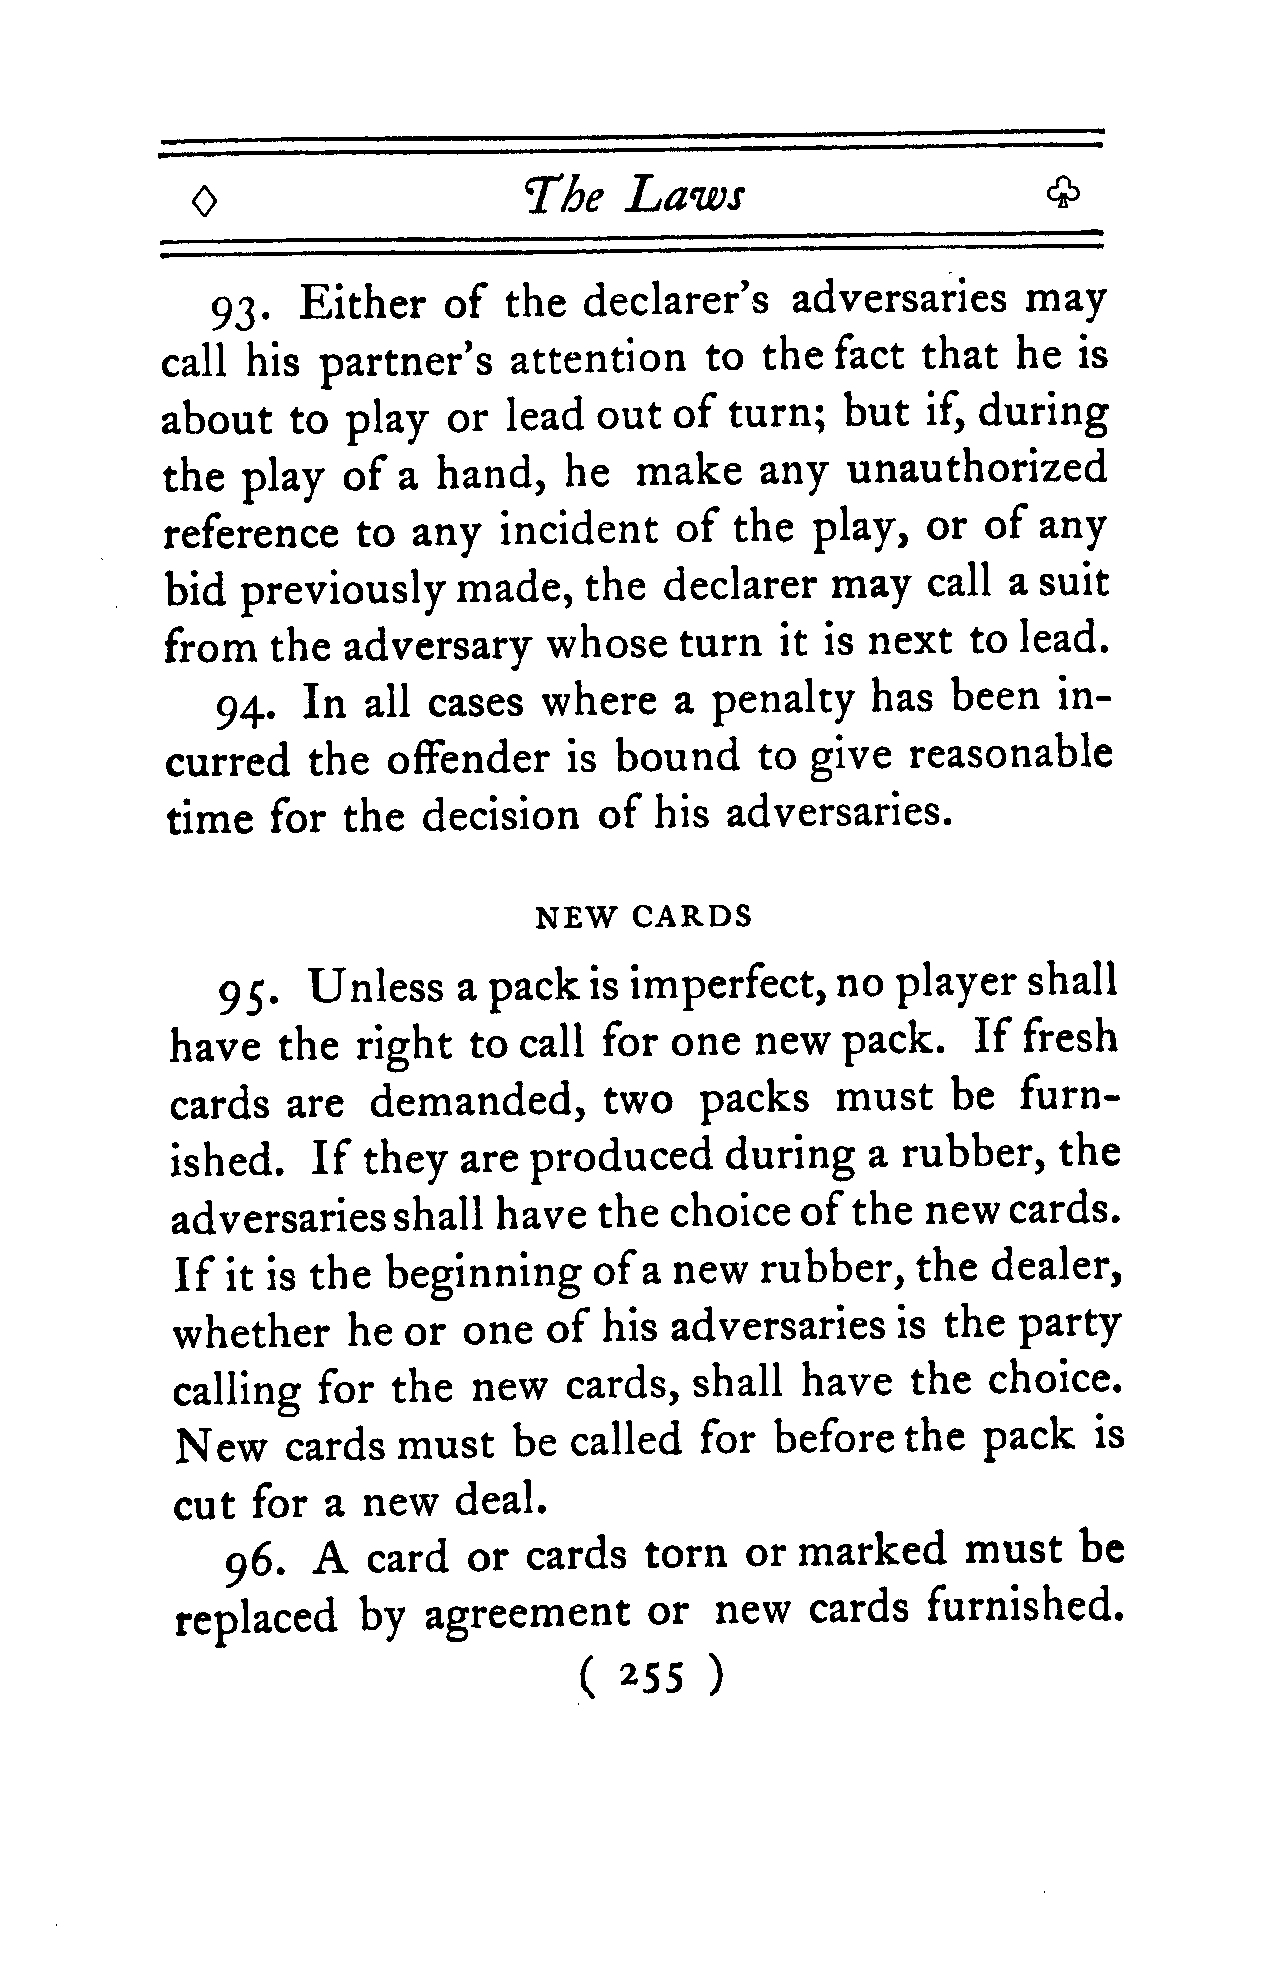 ◊ The Laws ♧
93. Either of the declarer's adversaries may
call his partner's attention to the fact that he is
about to play or lead out of turn; but if, during
the play of a hand, he make any unauthorized
reference to any incident of the play, or of any
bid previously made, the declarer may call a suit
from the adversary whose turn it is next to lead.
94. In all cases where a penalty has been in-
curred the offender is bound to give reasonable
time for the decision of his adversaries.
NEW CARDS
95. Unless a pack is imperfect, no player shall
have the right to call for one new pack. If fresh
cards are demanded, two packs must be furn-
ished. If they are produced during a rubber, the
adversaries shall have the choice of the new cards.
If it is the beginning of a new rubber, the dealer,
whether he or one of his adversaries is the party
calling for the new cards, shall have the choice.
New cards must be called for before the pack is
cut for a new deal.
96. A card or cards torn or marked must be
replaced by agreement or new cards furnished.
( 255 )